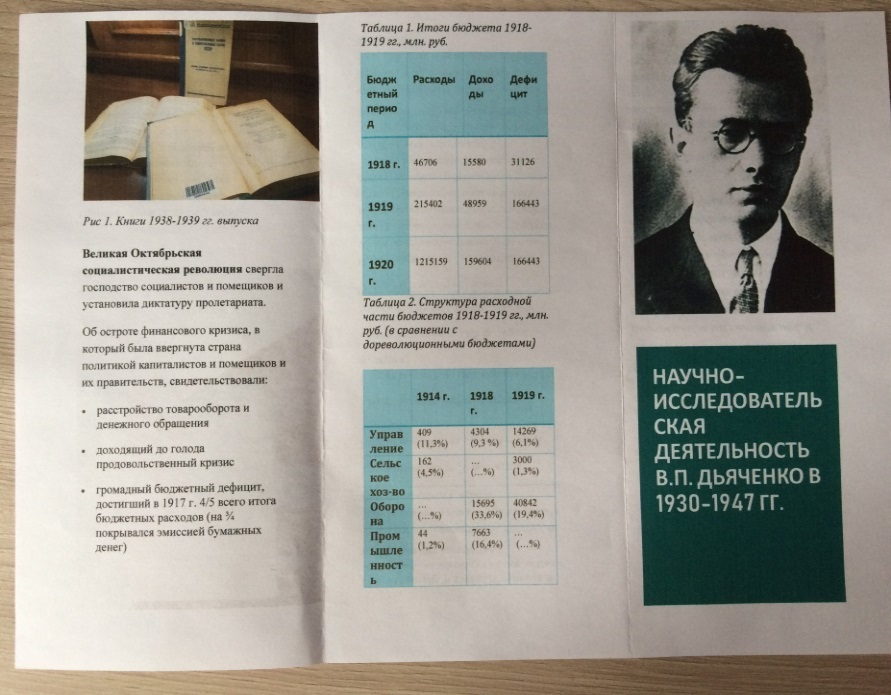 Рис 1. Книги 1938-1939 гг. выпуска
Великая Октябрьская
социалистическая революция свергла
господство социалистов и помещиков и
установила диктатуру пролетариата.
Об остроте финансового кризиса, в
который была ввергнута страна
политикой капиталистов и помещиков и
их правительств, свидетельствовали:
• расстройство товарооборота и
денежного обращения
• доходящий до голода
продовольственный кризис
• громадный бюджетный дефицит,
достигший в 1917 г. 4/5 всего итога
бюджетных расходов (на ¾
покрывался эмиссией бумажных
денег)
Таблица 1. Итоги бюджета 1918-
1919 гг., млн. руб.
Бюдж
етный
перио
д
Расходы
Дохо
ды
Дефи
цит
1918 г. 46706 15580 31126
1919
г.
215402 48959 166443
1920
г.
1215159 159604 166443
Таблица 2. Структура расходной
части бюджетов 1918-1919 гг., млн.
руб. (в сравнении с
дореволюционными бюджетами)
1914 г.
1918
г.
1919 г.
Управ
ление
409
(11,3%)
4304
(9,3 %)
14269
(6,1%)
Сельс
кое
хоз-во
162
(4,5%)
...
(...%)
3000
(1,3%)
Оборо
на
...
(...%)
15695
(33,6%)
40842
(19,4%)
Пром
ышле
нност
ь
44
(1,2%)
7663
(16,4%)
...
(...%)
НАУЧНО-
ИССЛЕДОВАТЕЛЬ
СКАЯ
ДЕЯТЕЛЬНОСТЬ
В.П. ДЬЯЧЕНКО В
1930-1947 ГГ.